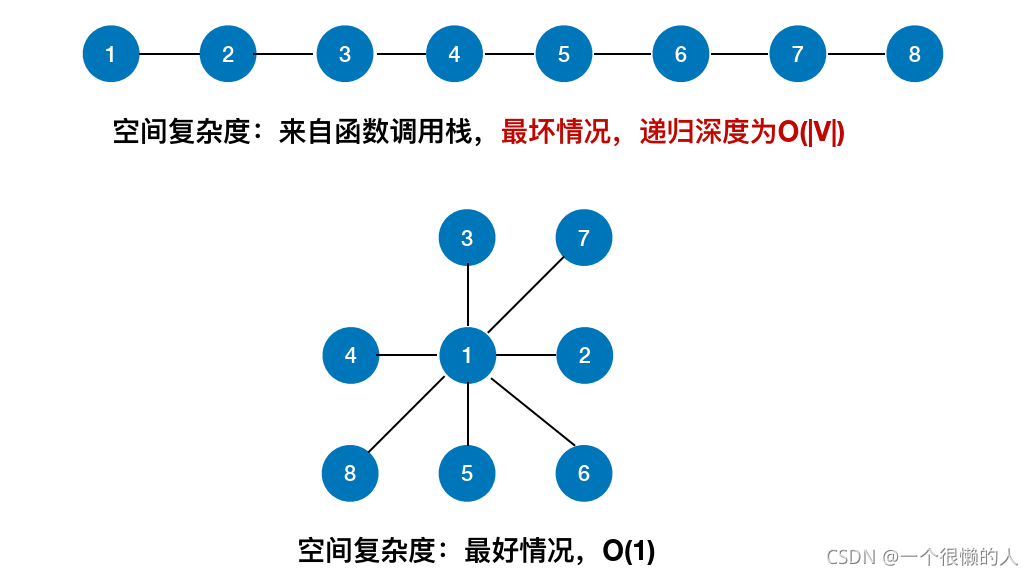 1 2 3 4 5 6 7 8
空间复杂度：来自函数调用栈，最坏情况，递归深度为O(|V|)
3 7
4 1 2
8 5 6
空间复杂度：最好情况，O(1)
CSDN @一个很懒的人